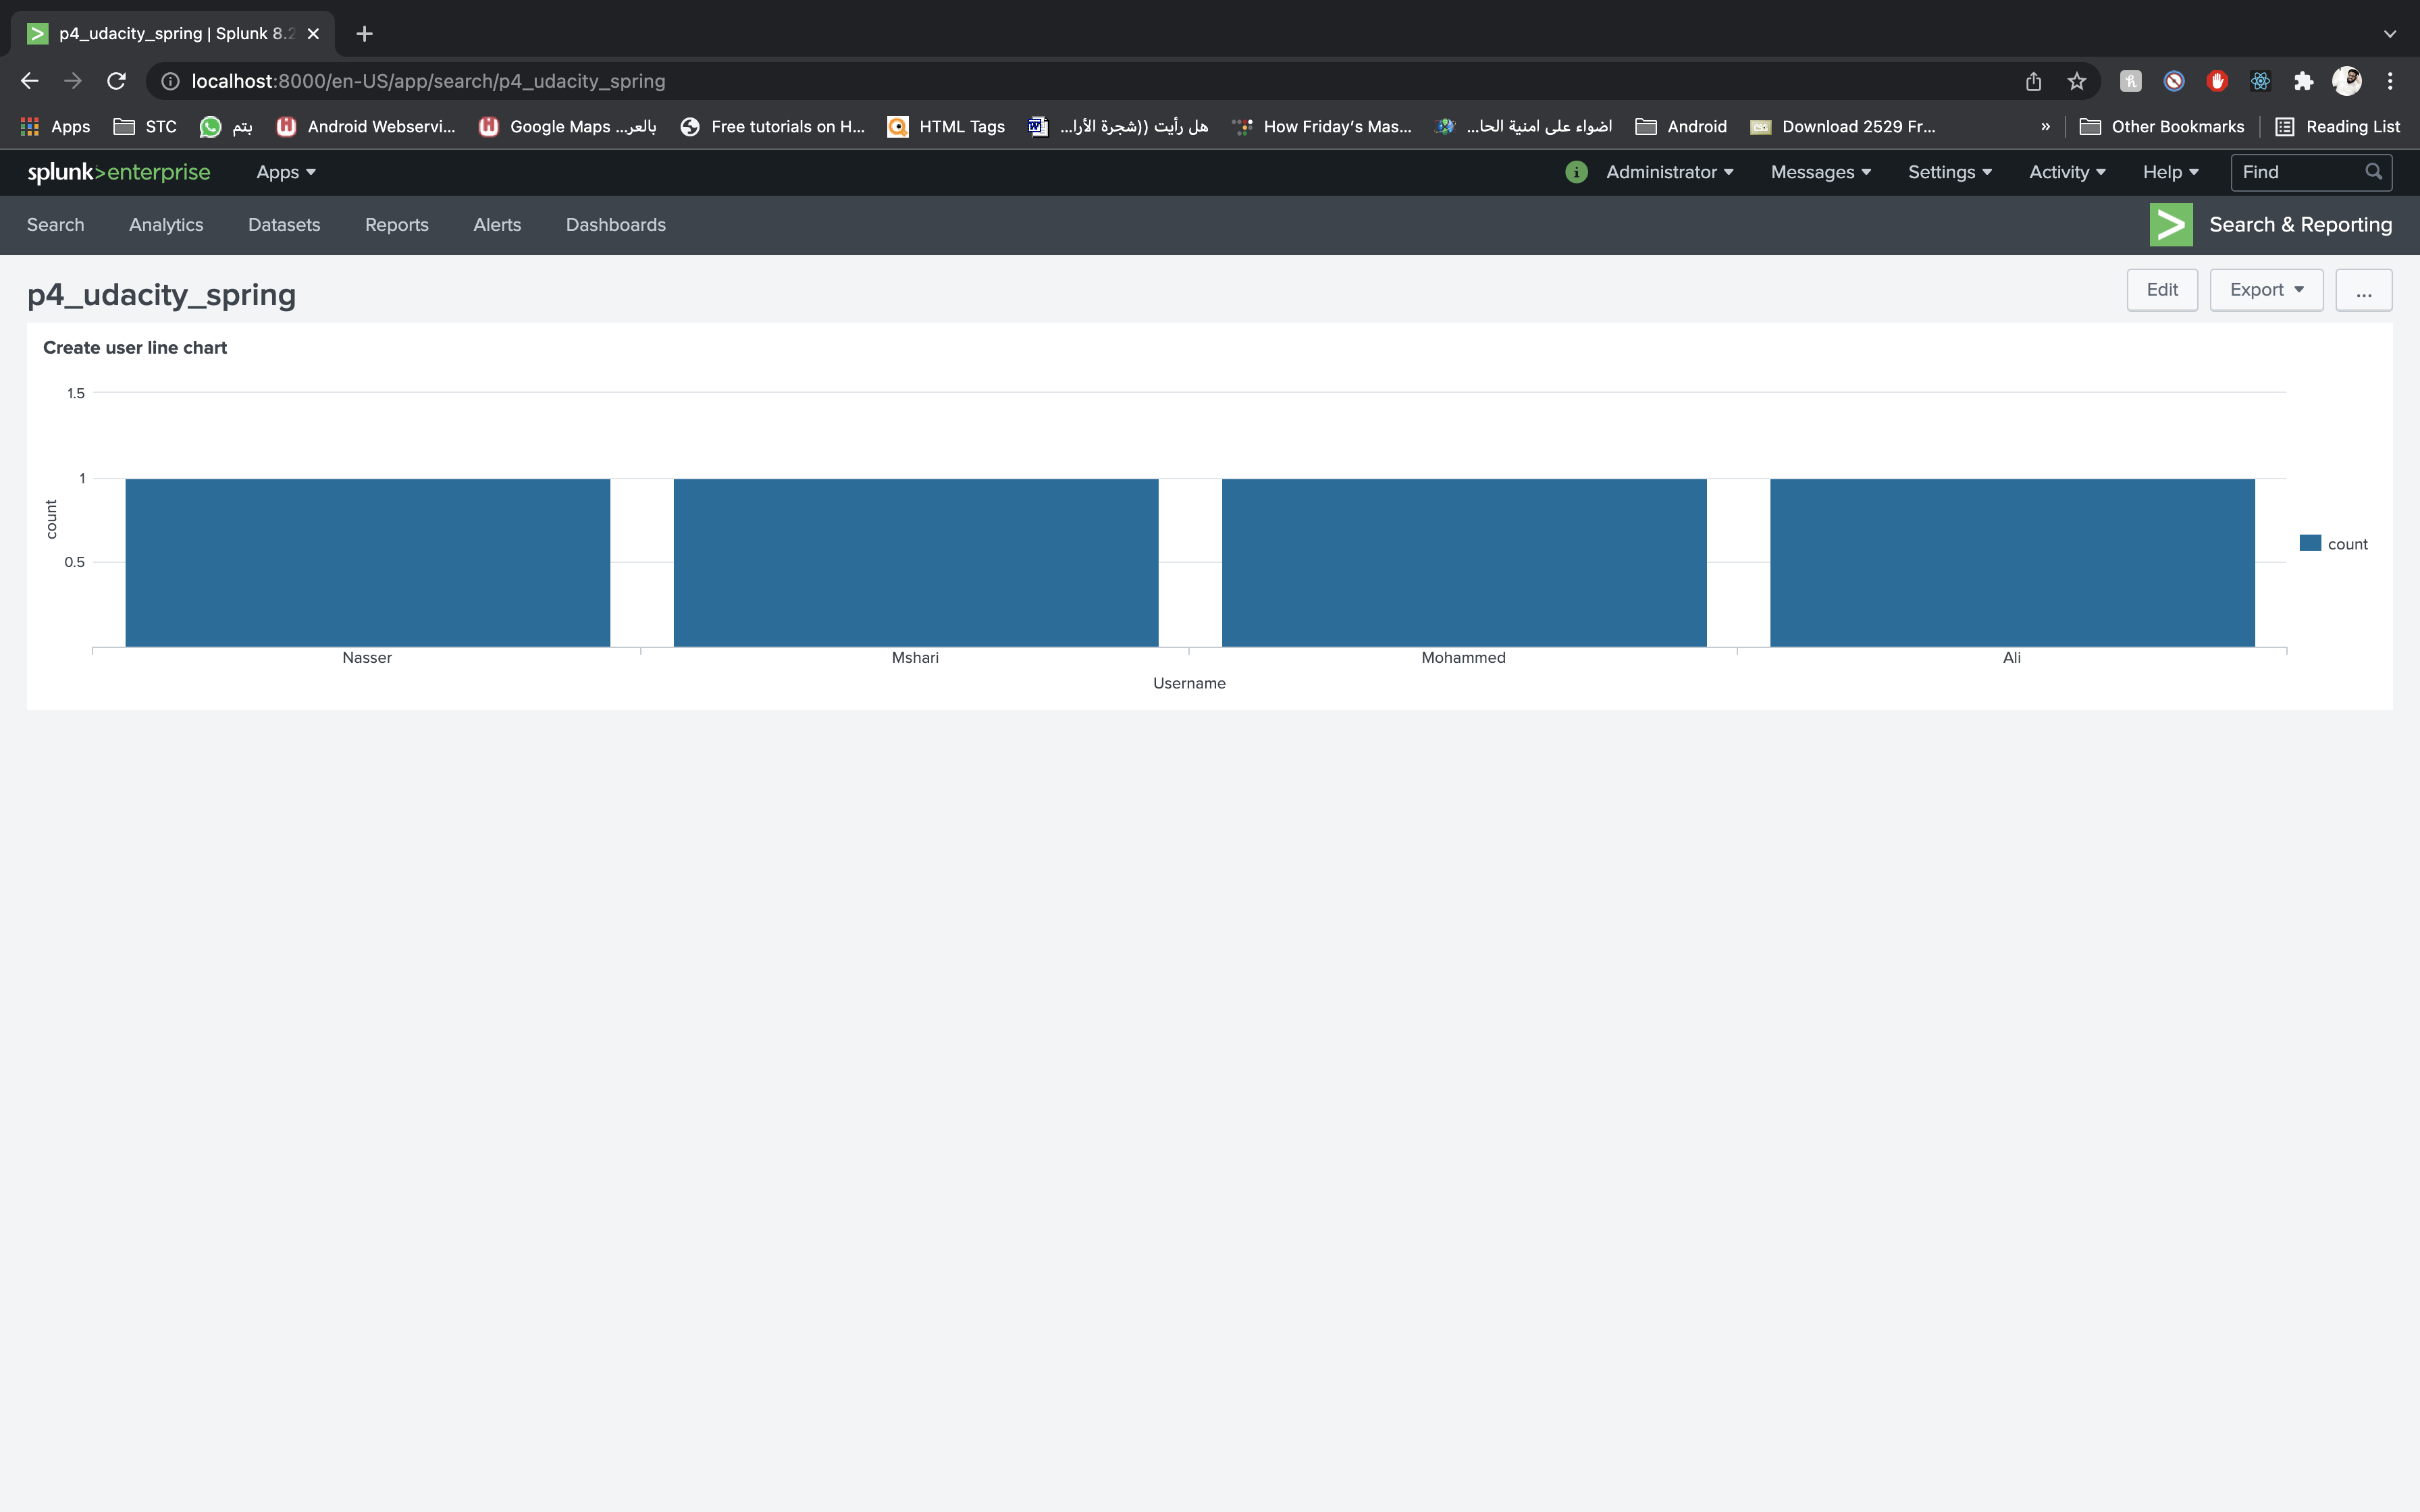 p4_udacity_spring | Splunk 8.2
localhost:8000/en-US/app/search/p4_udacity_spring
Apps STC بتم Android Webservi... Google Maps بالعر... Free tutorials on H... HTML Tags هل رأيت ((شجرة الأرا... How Friday's Mas... اضواء على امنية الحا... Android Download 2529 Fr... » Other Bookmarks Reading List
splunk>enterprise Apps i Administrator Messages Settings Activity Help Find
Search Analytics Datasets Reports Alerts Dashboards Search & Reporting
p4_udacity_spring Edit Export ...
Create user line chart
1.5
1
0.5
count
count
Nasser Mshari Mohammed Ali
Username